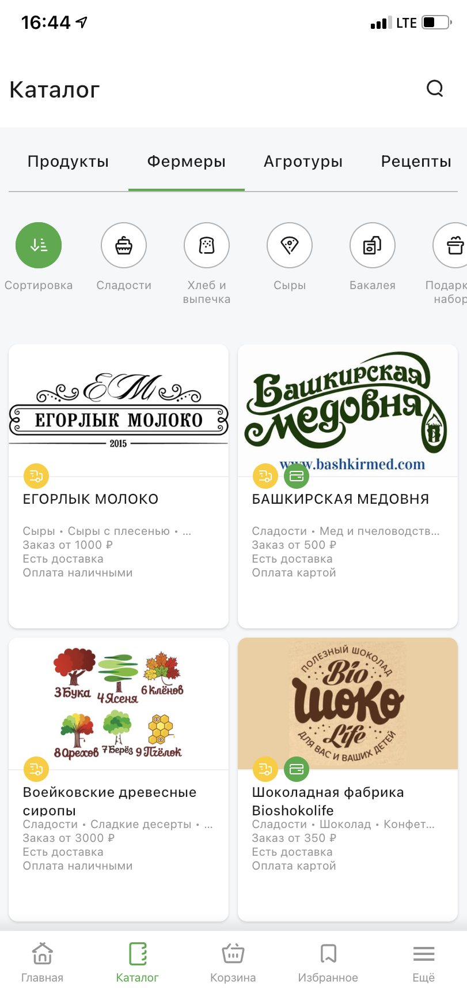 16:44
LTE
Каталог
Продукты
Фермеры
Агротуры
Рецепты
Сортировка
Сладости
Хлеб и
выпечка
Сыры
Бакалея
Подарк
набор
ЕМ
ЕГОРЛЫК МОЛОКО
2015
Башкирская
медовня
www.bashkirmed.com
ЕГОРЛЫК МОЛОКО
Сыры • Сыры с плесенью • ...
Заказ от 1000 ₽
Есть доставка
Оплата наличными
БАШКИРСКАЯ МЕДОВНЯ
Сладости • Мед и пчеловодств...
Заказ от 500 ₽
Есть доставка
Оплата картой
3 Бука
4 Ясеня
6 клёнов
8 Орехов
7 Берёз
9 Пчёлок
ПОЛЕЗНЫЙ ШОКОЛАД
Bio
ШОКО
Life
ДЛЯ ВАС И ВАШИХ ДЕТЕЙ
Воейковские древесные
сиропы
Сладости • Сладкие десерты • ...
Заказ от 3000 ₽
Есть доставка
Оплата наличными
Шоколадная фабрика
Bioshokolife
Сладости • Шоколад • Конфет...
Заказ от 350 ₽
Есть доставка
Оплата картой
Главная
Каталог
Корзина
Избранное
Ещё